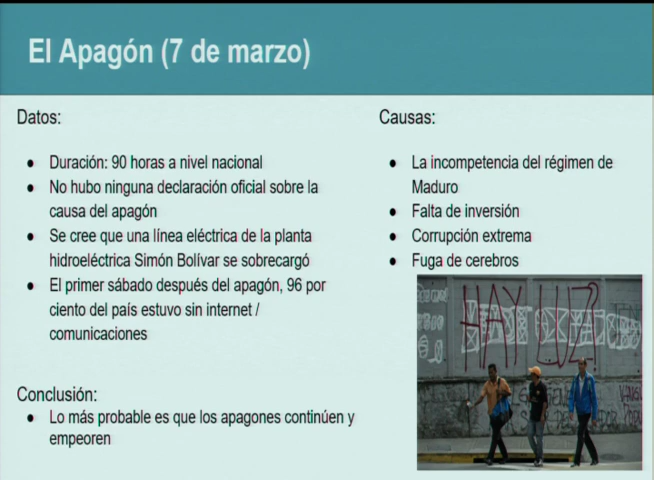 El Apagón (7 de marzo)
Datos:
● Duración: 90 horas a nivel nacional
● No hubo ninguna declaración oficial sobre la
causa del apagón
● Se cree que una línea eléctrica de la planta
hidroeléctrica Simón Bolívar se sobrecargó
● El primer sábado después del apagón, 96 por
ciento del país estuvo sin internet /
comunicaciones
Conclusión:
● Lo más probable es que los apagones continúen y
empeoren
Causas:
● La incompetencia del régimen de
Maduro
● Falta de inversión
● Corrupción extrema
● Fuga de cerebros
HAY LUZ?